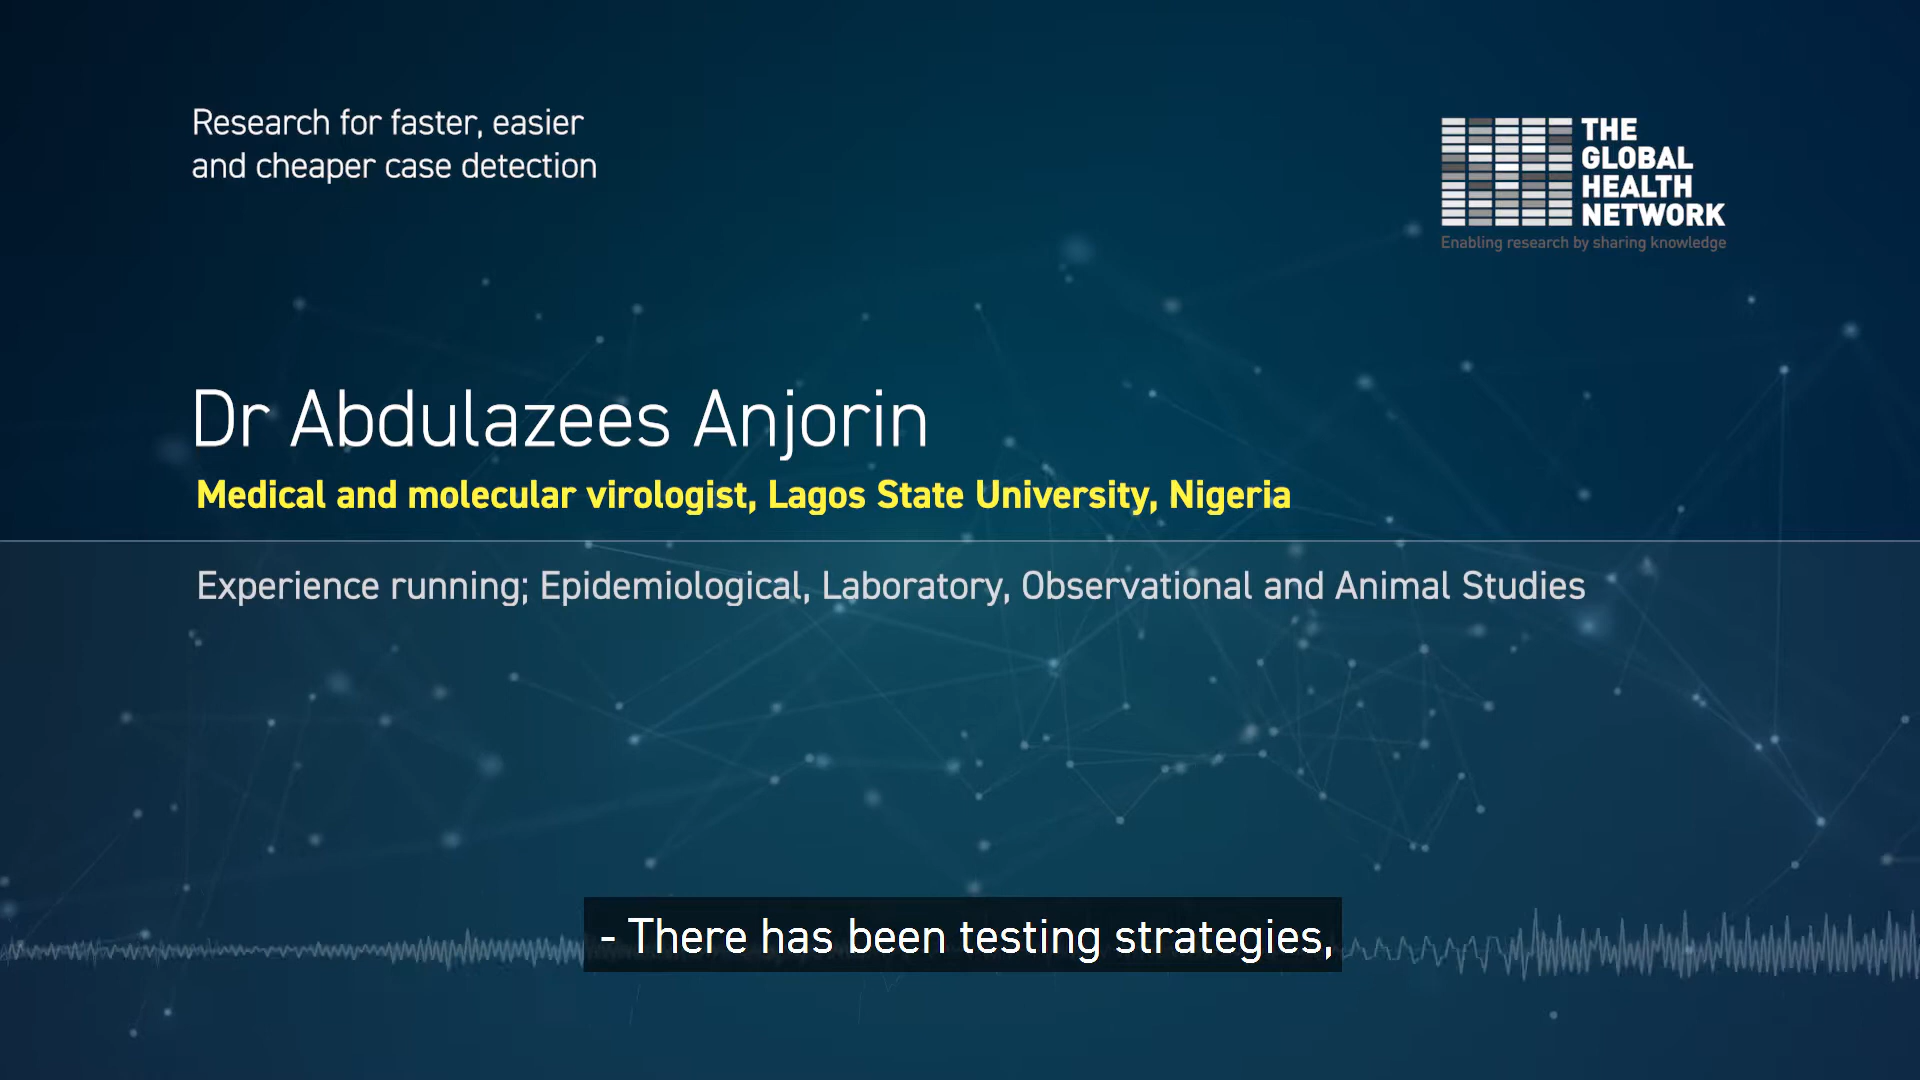 Research for faster, easier
and cheaper case detection
THE
GLOBAL
HEALTH
NETWORK
Enabling research by sharing knowledge
Dr Abdulazees Anjorin
Medical and molecular virologist, Lagos State University, Nigeria
Experience running; Epidemiological, Laboratory, Observational and Animal Studies
- There has been testing strategies,